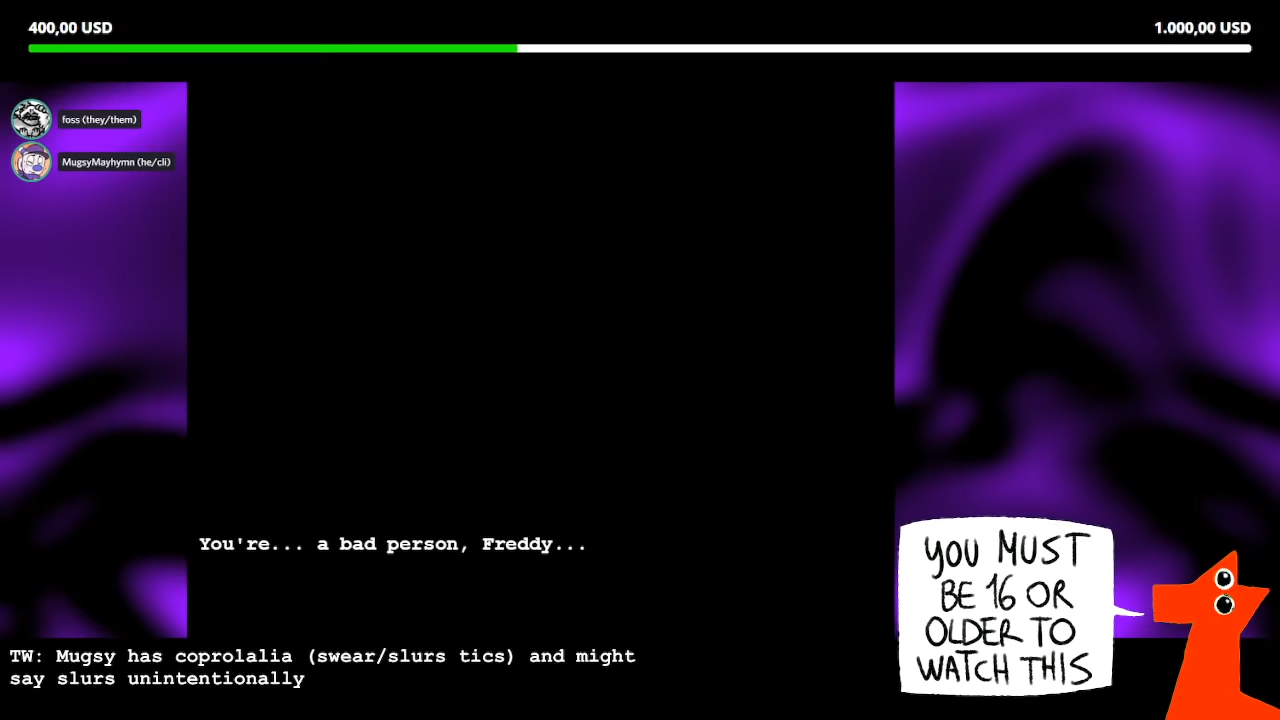 400,00 USD
1.000,00 USD
foss (they/them)
MugsyMayhymn (he/cli)
You're... a bad person, Freddy...
YOU MUST
BE 16 OR
OLDER TO
WATCH THIS
TW: Mugsy has coprolalia (swear/slurs tics) and might
say slurs unintentionally